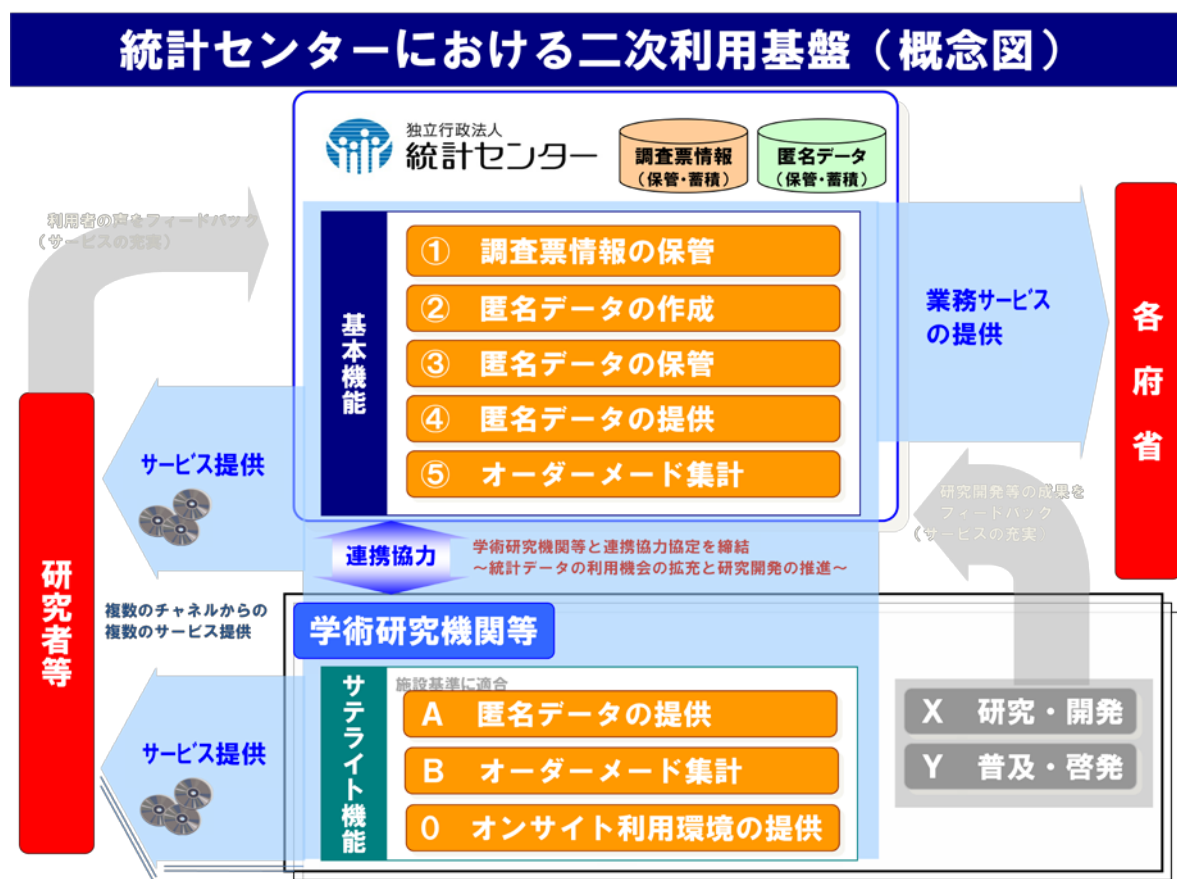 統計センターにおける二次利用基盤（概念図）
独立行政法人
統計センター
調査票情報
（保管・蓄積）
匿名データ
（保管・蓄積）
利用者の声をフィードバック
（サービスの充実）
基本機能
① 調査票情報の保管
② 匿名データの作成
③ 匿名データの保管
④ 匿名データの提供
⑤ オーダーメード集計
業務サービス
の提供
各府省
サービス提供
研究開発等の成果を
フィードバック
（サービスの充実）
連携協力
学術研究機関等と連携協力協定を締結
～統計データの利用機会の拡充と研究開発の推進～
研究者等
複数のチャネルからの
複数のサービス提供
学術研究機関等
サテライト機能
施設基準に適合
A 匿名データの提供
B オーダーメード集計
O オンサイト利用環境の提供
サービス提供
X 研究・開発
Y 普及・啓発